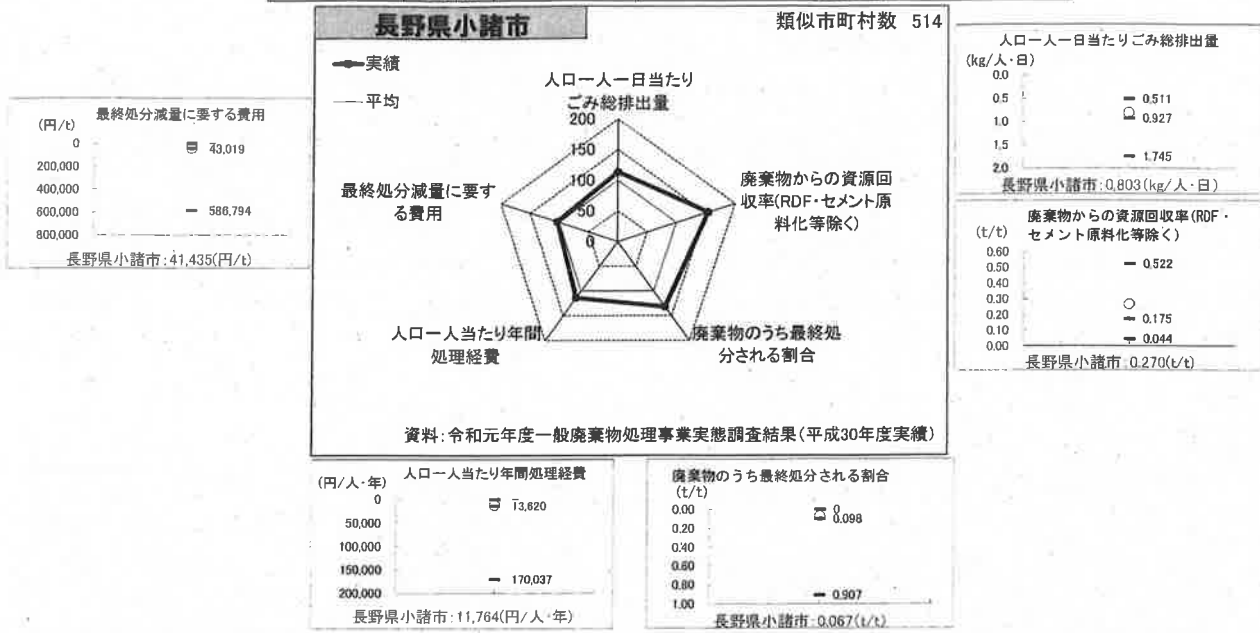 長野県小諸市
類似市町村数 514
実績
平均
人口一人一日当たり
ごみ総排出量
200
150
100
50
0
廃棄物からの資源回
収率(RDF・セメント原
料化等除く)
廃棄物のうち最終処
分される割合
人口一人当たり年間
処理経費
最終処分減量に要す
る費用
資料:令和元年度一般廃棄物処理事業実態調査結果(平成30年度実績)
最終処分減量に要する費用
(円/t)
0
200,000
400,000
600,000
800,000
43,019
586,794
長野県小諸市:41,435(円/t)
人口一人一日当たりごみ総排出量
(kg/人・日)
0.0
0.5
1.0
1.5
2.0
0.511
0.927
1.745
長野県小諸市:0.803(kg/人・日)
廃棄物からの資源回収率(RDF・
セメント原料化等除く)
(t/t)
0.60
0.50
0.40
0.30
0.20
0.10
0.00
0.522
0.175
0.044
長野県小諸市:0.270(t/t)
人口一人当たり年間処理経費
(円/人・年)
0
50,000
100,000
150,000
200,000
13,620
170,037
長野県小諸市:11,764(円/人・年)
廃棄物のうち最終処分される割合
(t/t)
0.00
0.20
0.40
0.60
0.80
1.00
0
0.098
0.907
長野県小諸市:0.067(t/t)